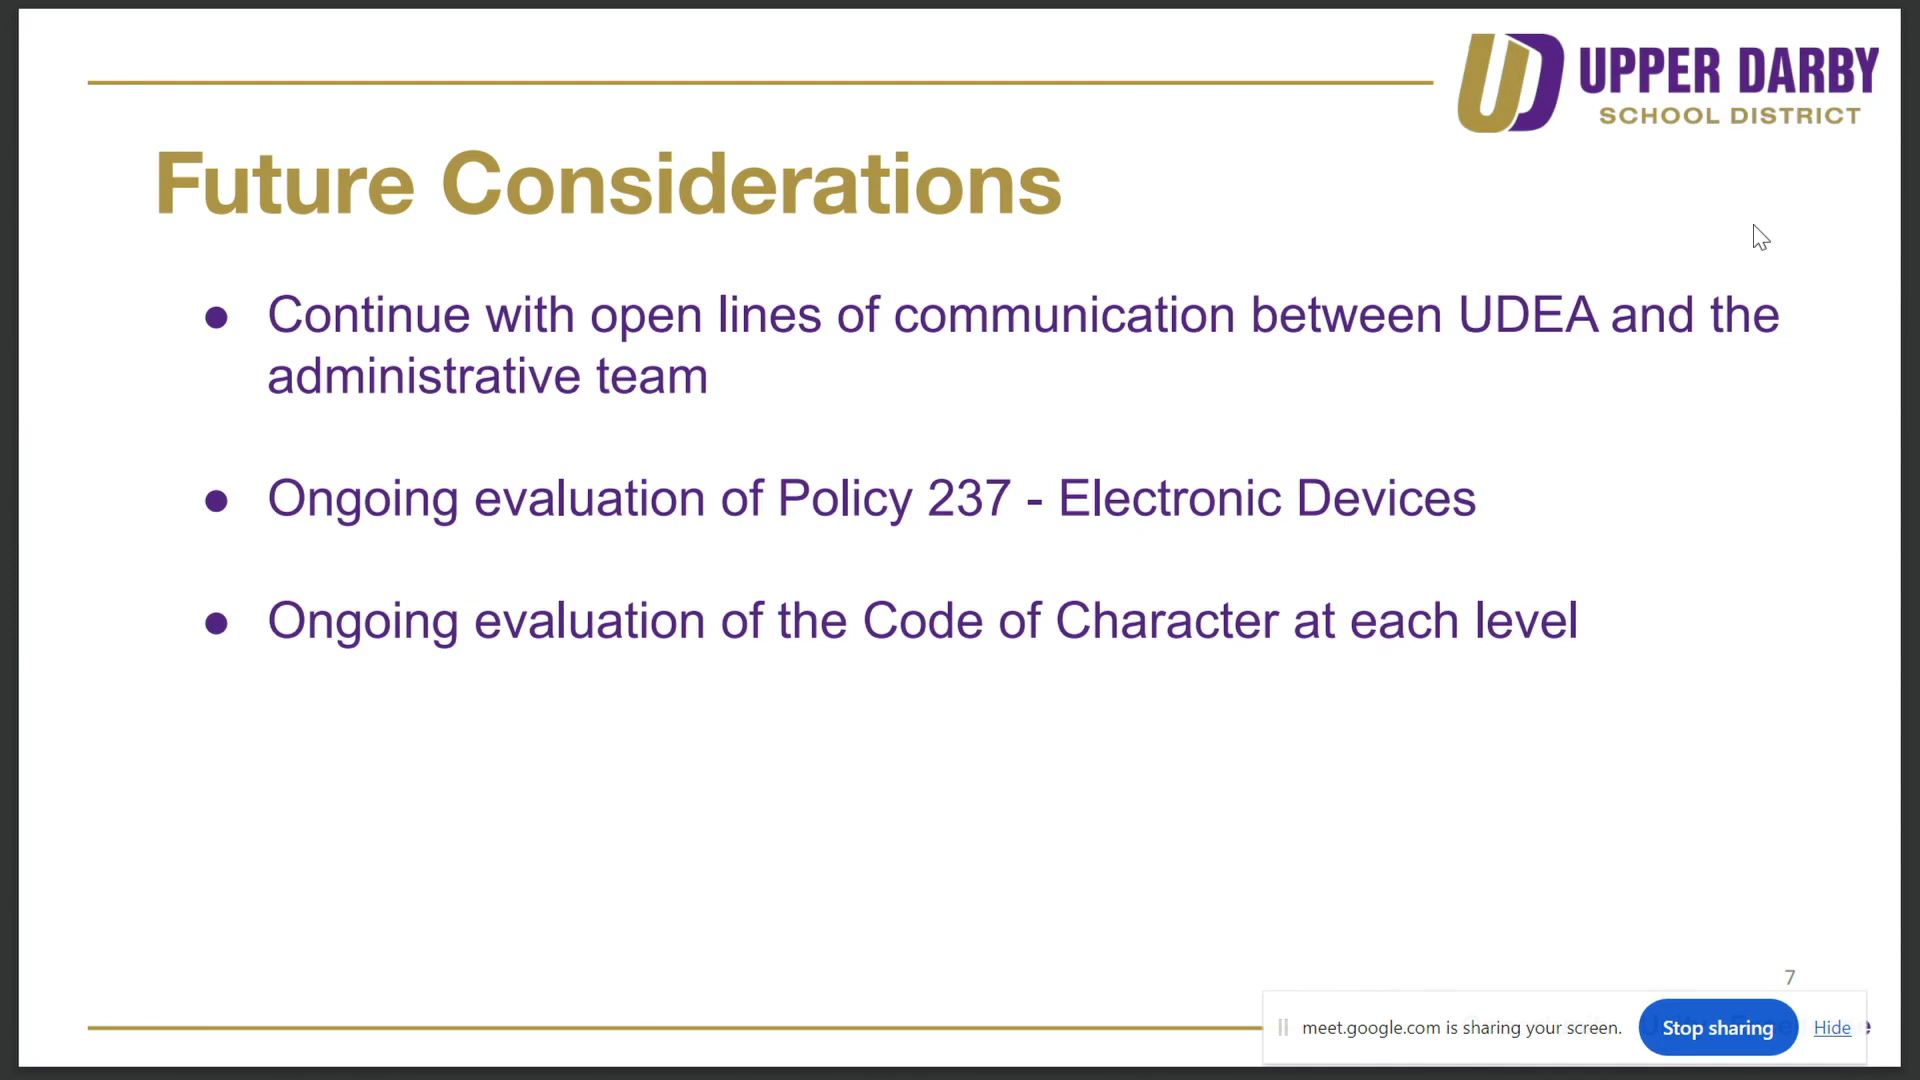 UD UPPER DARBY
SCHOOL DISTRICT
Future Considerations
● Continue with open lines of communication between UDEA and the
administrative team
● Ongoing evaluation of Policy 237 - Electronic Devices
● Ongoing evaluation of the Code of Character at each level
7
meet.google.com is sharing your screen. Stop sharing Hide